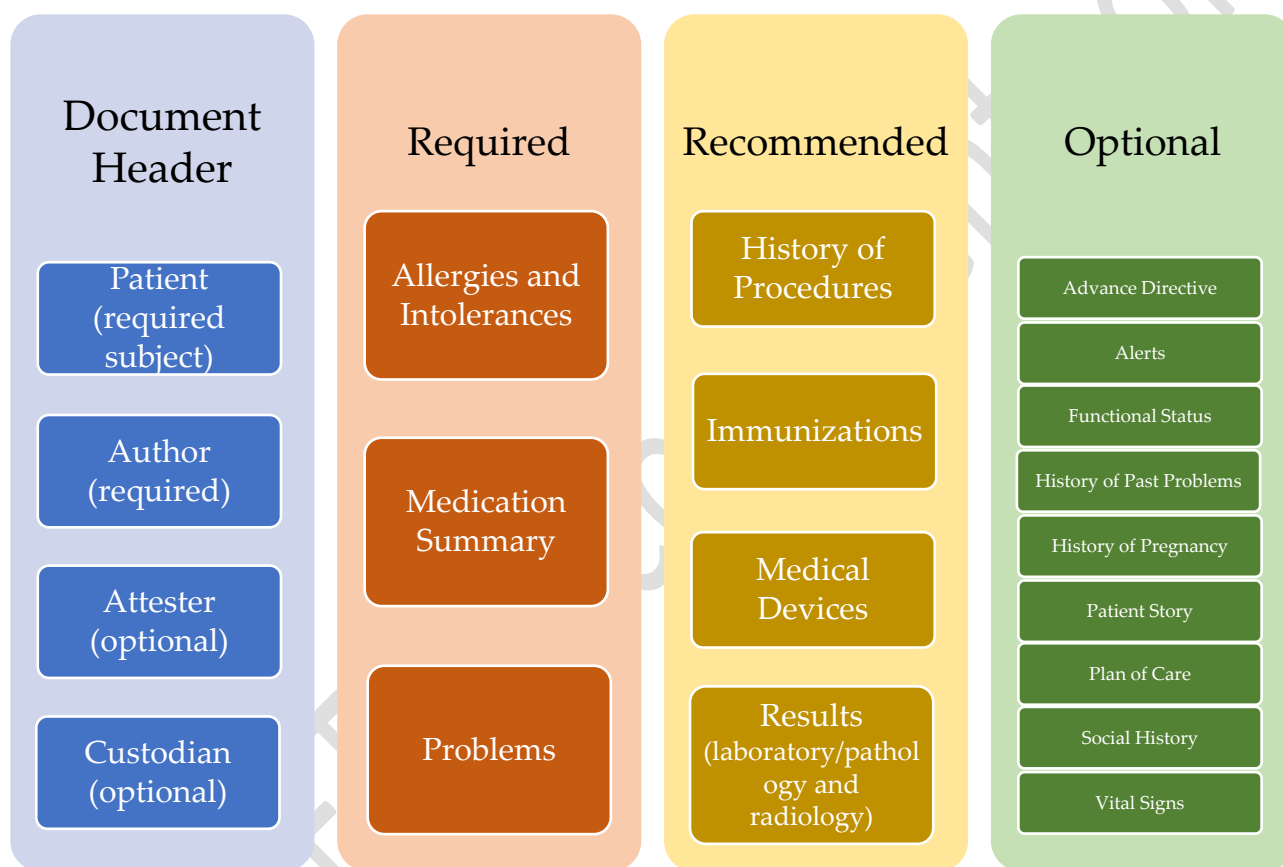 Document
Header
Patient
(required
subject)
Author
(required)
Attester
(optional)
Custodian
(optional)
Required
Allergies and
Intolerances
Medication
Summary
Problems
Recommended
History of
Procedures
Immunizations
Medical
Devices
Results
(laboratory/pathol
ogy and
radiology)
Optional
Advance Directive
Alerts
Functional Status
History of Past Problems
History of Pregnancy
Patient Story
Plan of Care
Social History
Vital Signs